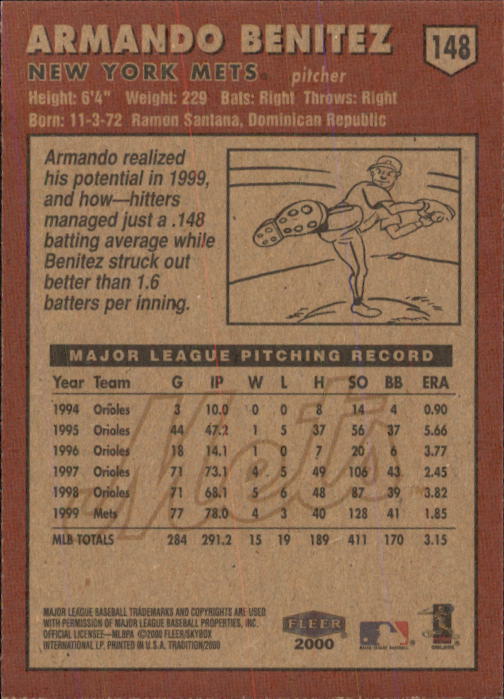 ARMANDO BENITEZ
148
NEW YORK METS® pitcher
Height: 6'4" Weight: 229 Bats: Right Throws: Right
Born: 11-3-72 Ramon Santana, Dominican Republic
Armando realized
his potential in 1999,
and how—hitters
managed just a .148
batting average while
Benitez struck out
better than 1.6
batters per inning.
MAJOR LEAGUE PITCHING RECORD
Year Team G IP W L H SO BB ERA
1994 Orioles 3 10.0 0 0 8 14 4 0.90
1995 Orioles 44 47.2 1 5 37 56 37 5.66
1996 Orioles 18 14.1 1 0 7 20 6 3.77
1997 Orioles 71 73.1 4 5 49 106 43 2.45
1998 Orioles 71 68.1 5 6 48 87 39 3.82
1999 Mets 77 78.0 4 3 40 128 41 1.85
MLB TOTALS 284 291.2 15 19 189 411 170 3.15
Mets
MAJOR LEAGUE BASEBALL TRADEMARKS AND COPYRIGHTS ARE USED
WITH PERMISSION OF MAJOR LEAGUE BASEBALL PROPERTIES, INC.
OFFICIAL LICENSEE—MLBPA ©2000 FLEER/SKYBOX
INTERNATIONAL LP. PRINTED IN U.S.A. TRADITION/2000
FLEER
2000
MAJOR LEAGUE BASEBALL